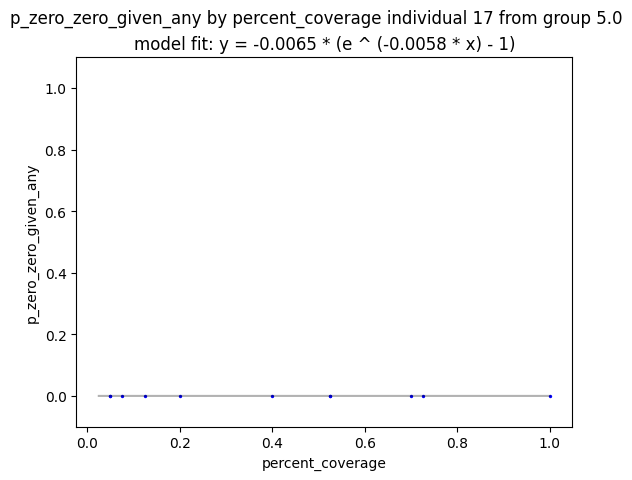 p_zero_zero_given_any by percent_coverage individual 17 from group 5.0
model fit: y = -0.0065 * (e ^ (-0.0058 * x) - 1)
1.0
0.8
0.6
0.4
0.2
0.0
p_zero_zero_given_any
0.0 0.2 0.4 0.6 0.8 1.0
percent_coverage